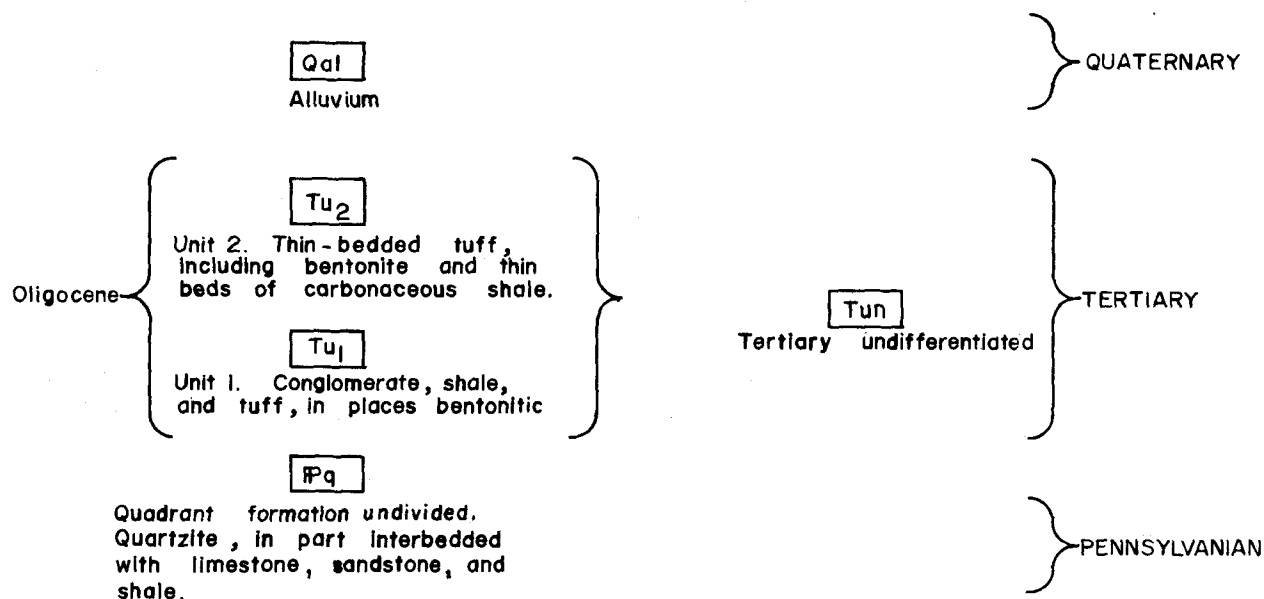 Qal
Alluvium
QUATERNARY
Tu2
Unit 2. Thin-bedded tuff,
including bentonite and thin
beds of carbonaceous shale.
Oligocene
Tu1
Unit 1. Conglomerate, shale,
and tuff, in places bentonitic
Tun
Tertiary undifferentiated
TERTIARY
ℙq
Quadrant formation undivided.
Quartzite, in part interbedded
with limestone, sandstone, and
shale.
PENNSYLVANIAN